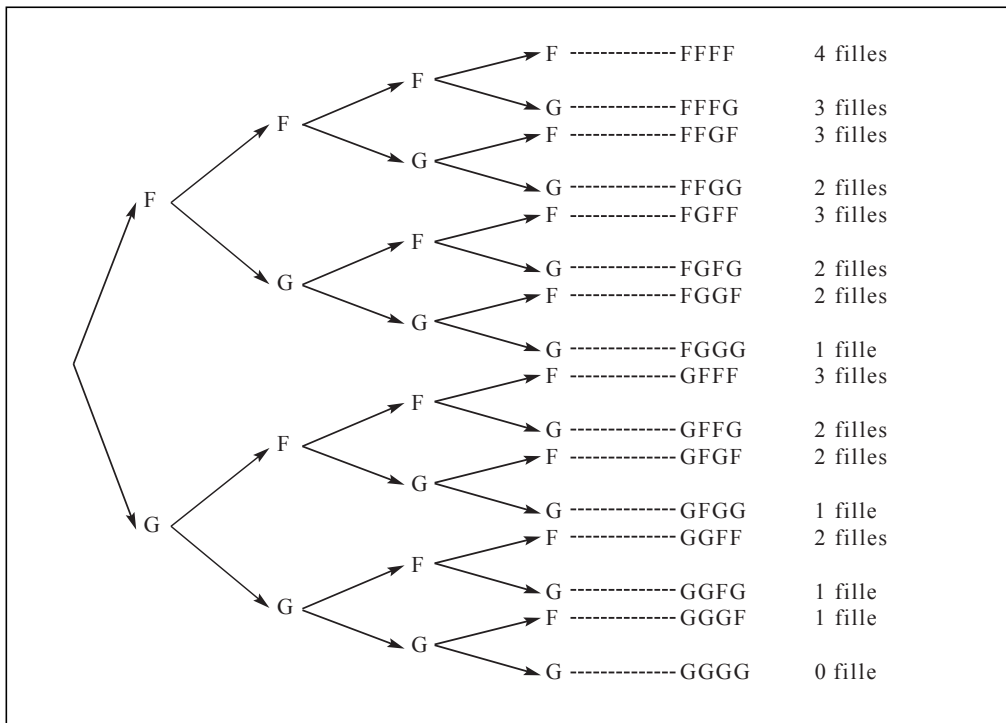 F ---------------- FFFF 4 filles
F
G ---------------- FFFG 3 filles
F
F ---------------- FFGF 3 filles
G
G ---------------- FFGG 2 filles
F
F ---------------- FGFF 3 filles
F
G ---------------- FGFG 2 filles
G
F ---------------- FGGF 2 filles
G
G ---------------- FGGG 1 fille
F ---------------- GFFF 3 filles
F
G ---------------- GFFG 2 filles
F
F ---------------- GFGF 2 filles
G
G ---------------- GFGG 1 fille
G
F ---------------- GGFF 2 filles
F
G ---------------- GGFG 1 fille
G
F ---------------- GGGF 1 fille
G
G ---------------- GGGG 0 fille